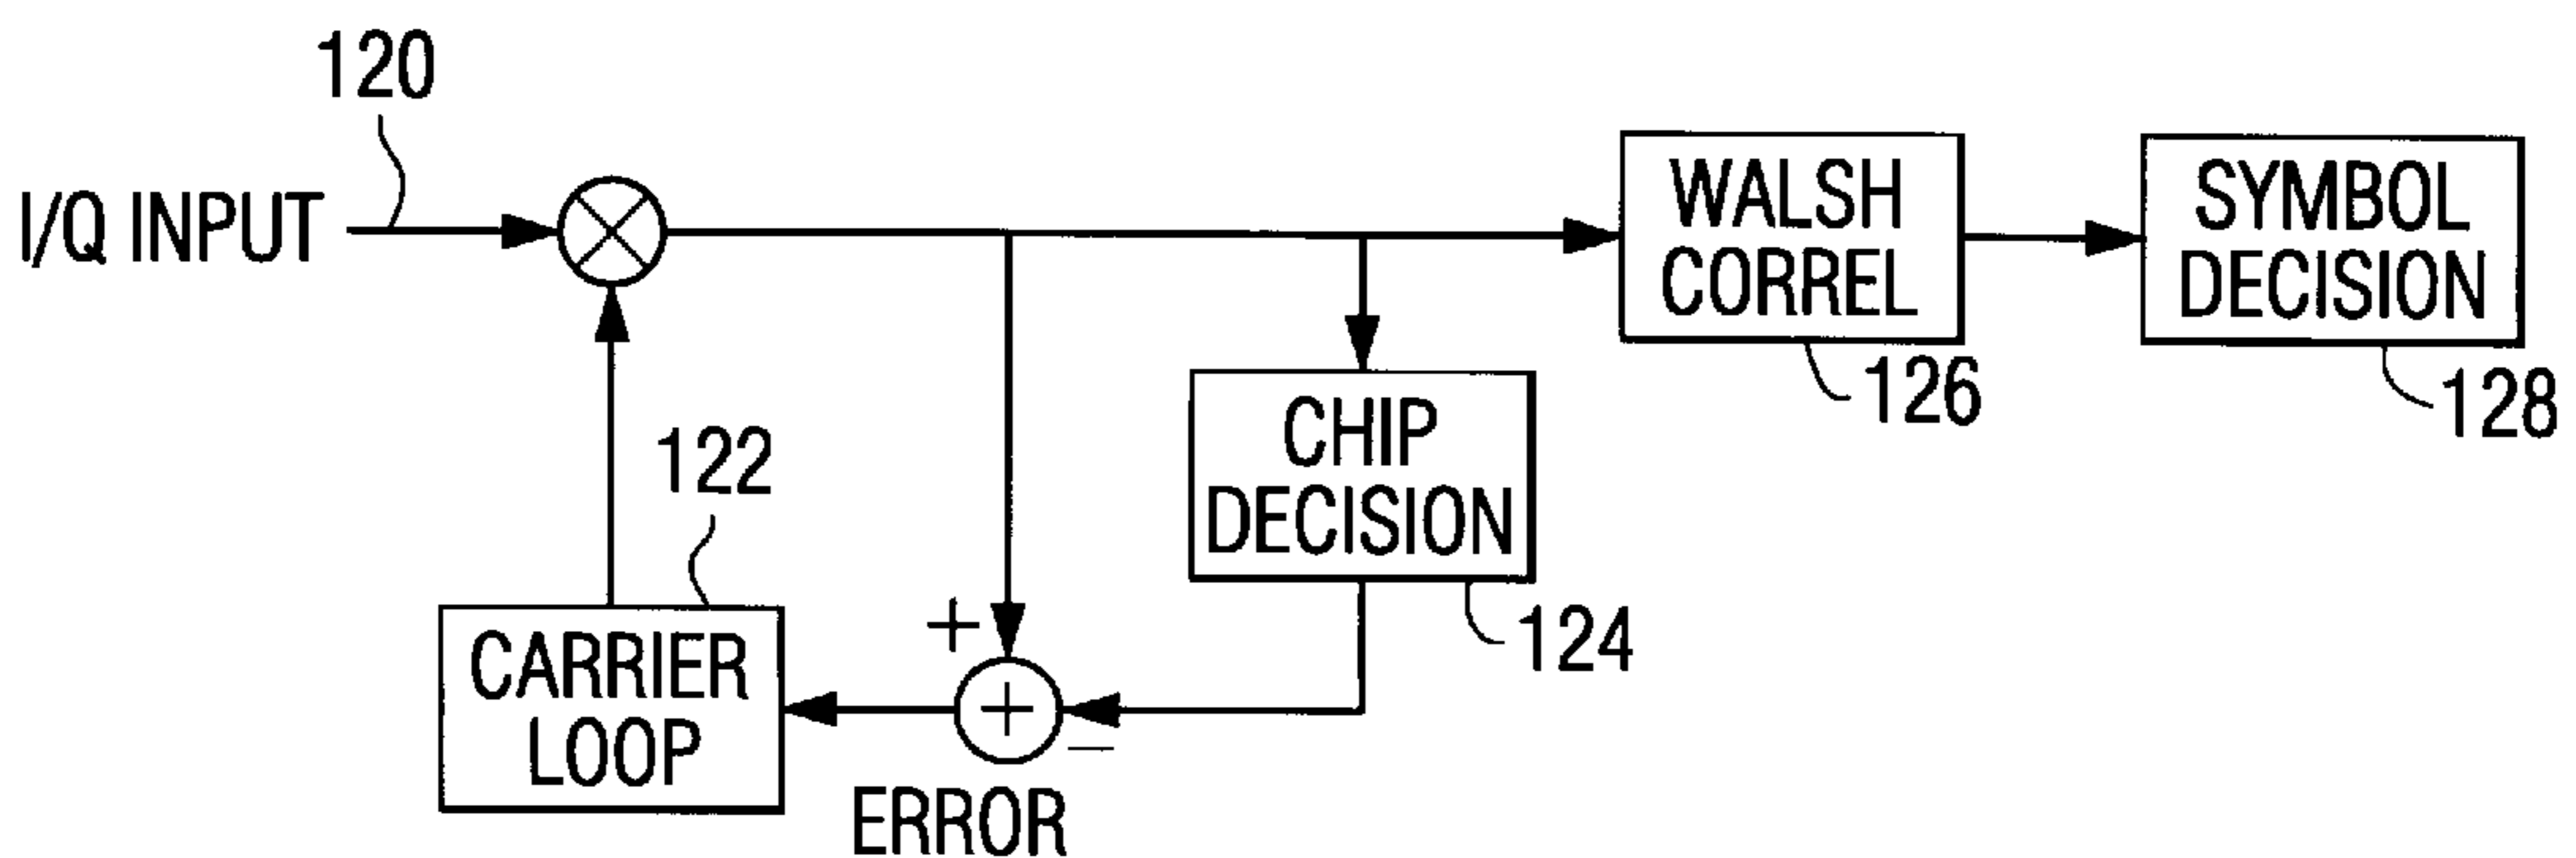 120
I/Q INPUT
WALSH
CORREL
126
SYMBOL
DECISION
128
CHIP
DECISION
124
122
CARRIER
LOOP
+
+
−
ERROR